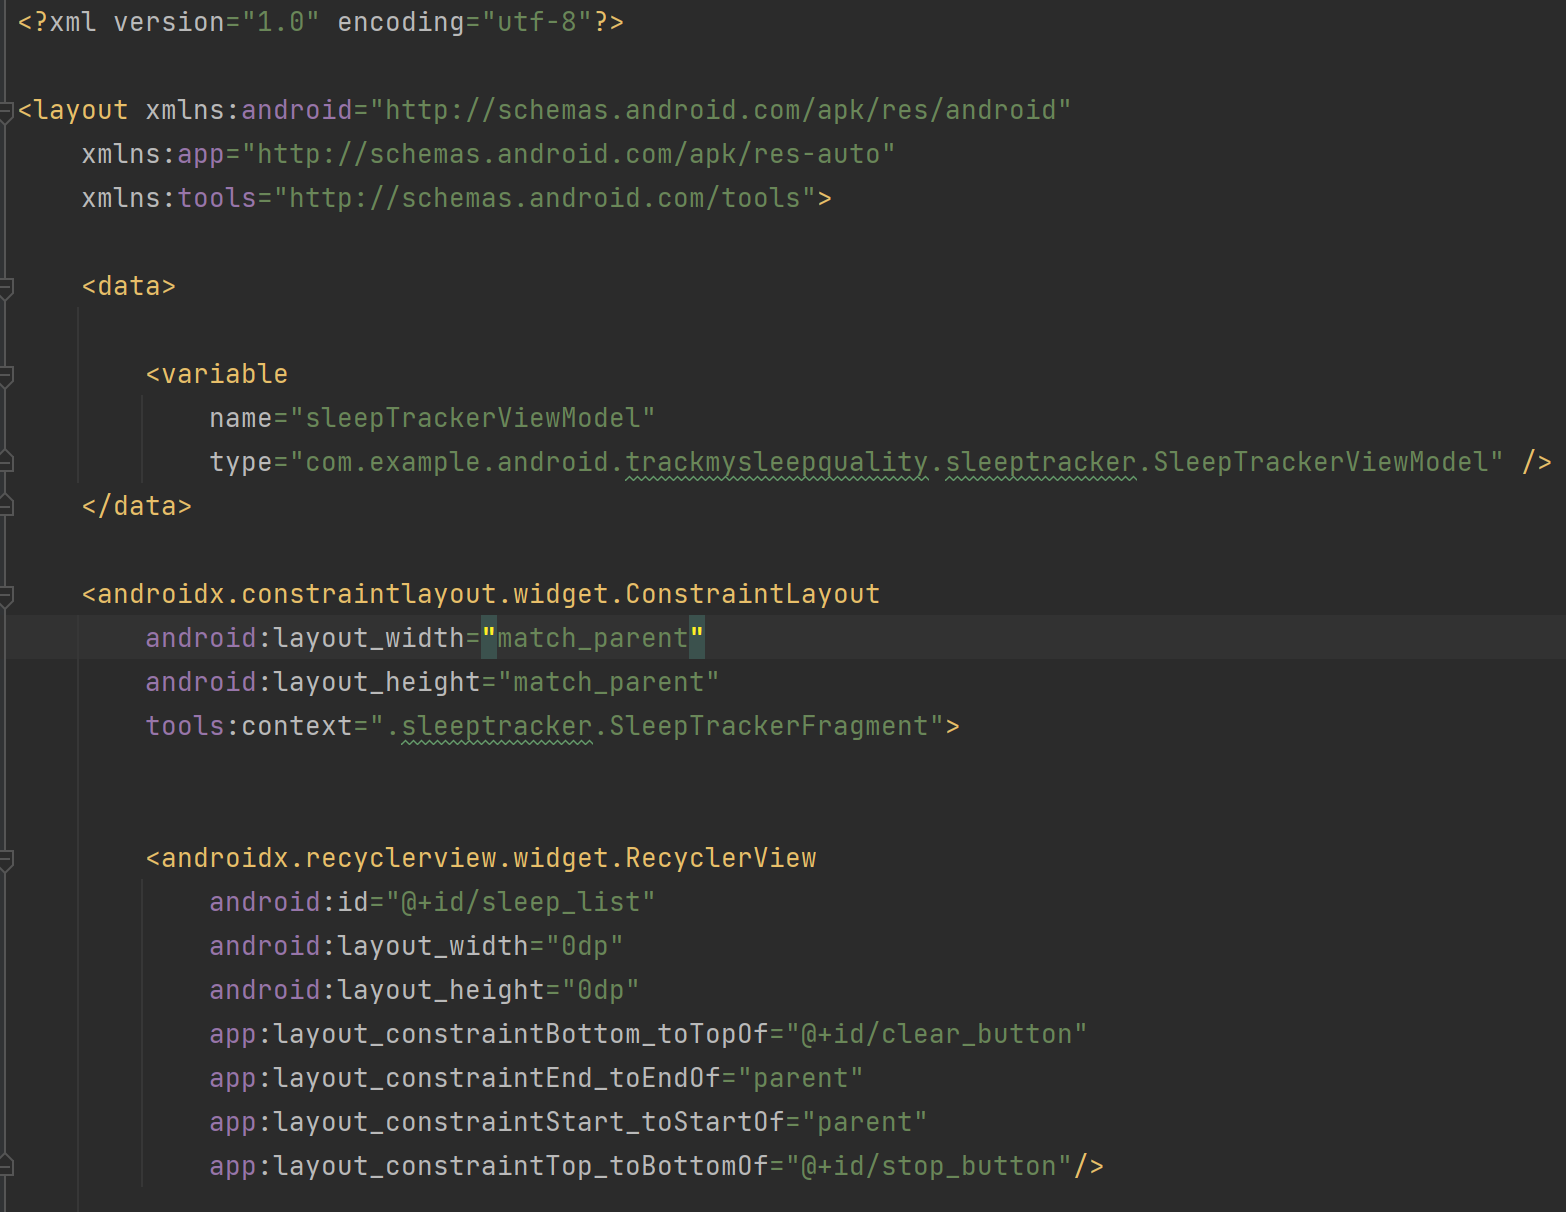 <?xml version="1.0" encoding="utf-8"?>
<layout xmlns:android="http://schemas.android.com/apk/res/android"
xmlns:app="http://schemas.android.com/apk/res-auto"
xmlns:tools="http://schemas.android.com/tools">
<data>
<variable
name="sleepTrackerViewModel"
type="com.example.android.trackmysleepquality.sleeptracker.SleepTrackerViewModel" />
</data>
<androidx.constraintlayout.widget.ConstraintLayout
android:layout_width="match_parent"
android:layout_height="match_parent"
tools:context=".sleeptracker.SleepTrackerFragment">
<androidx.recyclerview.widget.RecyclerView
android:id="@+id/sleep_list"
android:layout_width="0dp"
android:layout_height="0dp"
app:layout_constraintBottom_toTopOf="@+id/clear_button"
app:layout_constraintEnd_toEndOf="parent"
app:layout_constraintStart_toStartOf="parent"
app:layout_constraintTop_toBottomOf="@+id/stop_button"/>